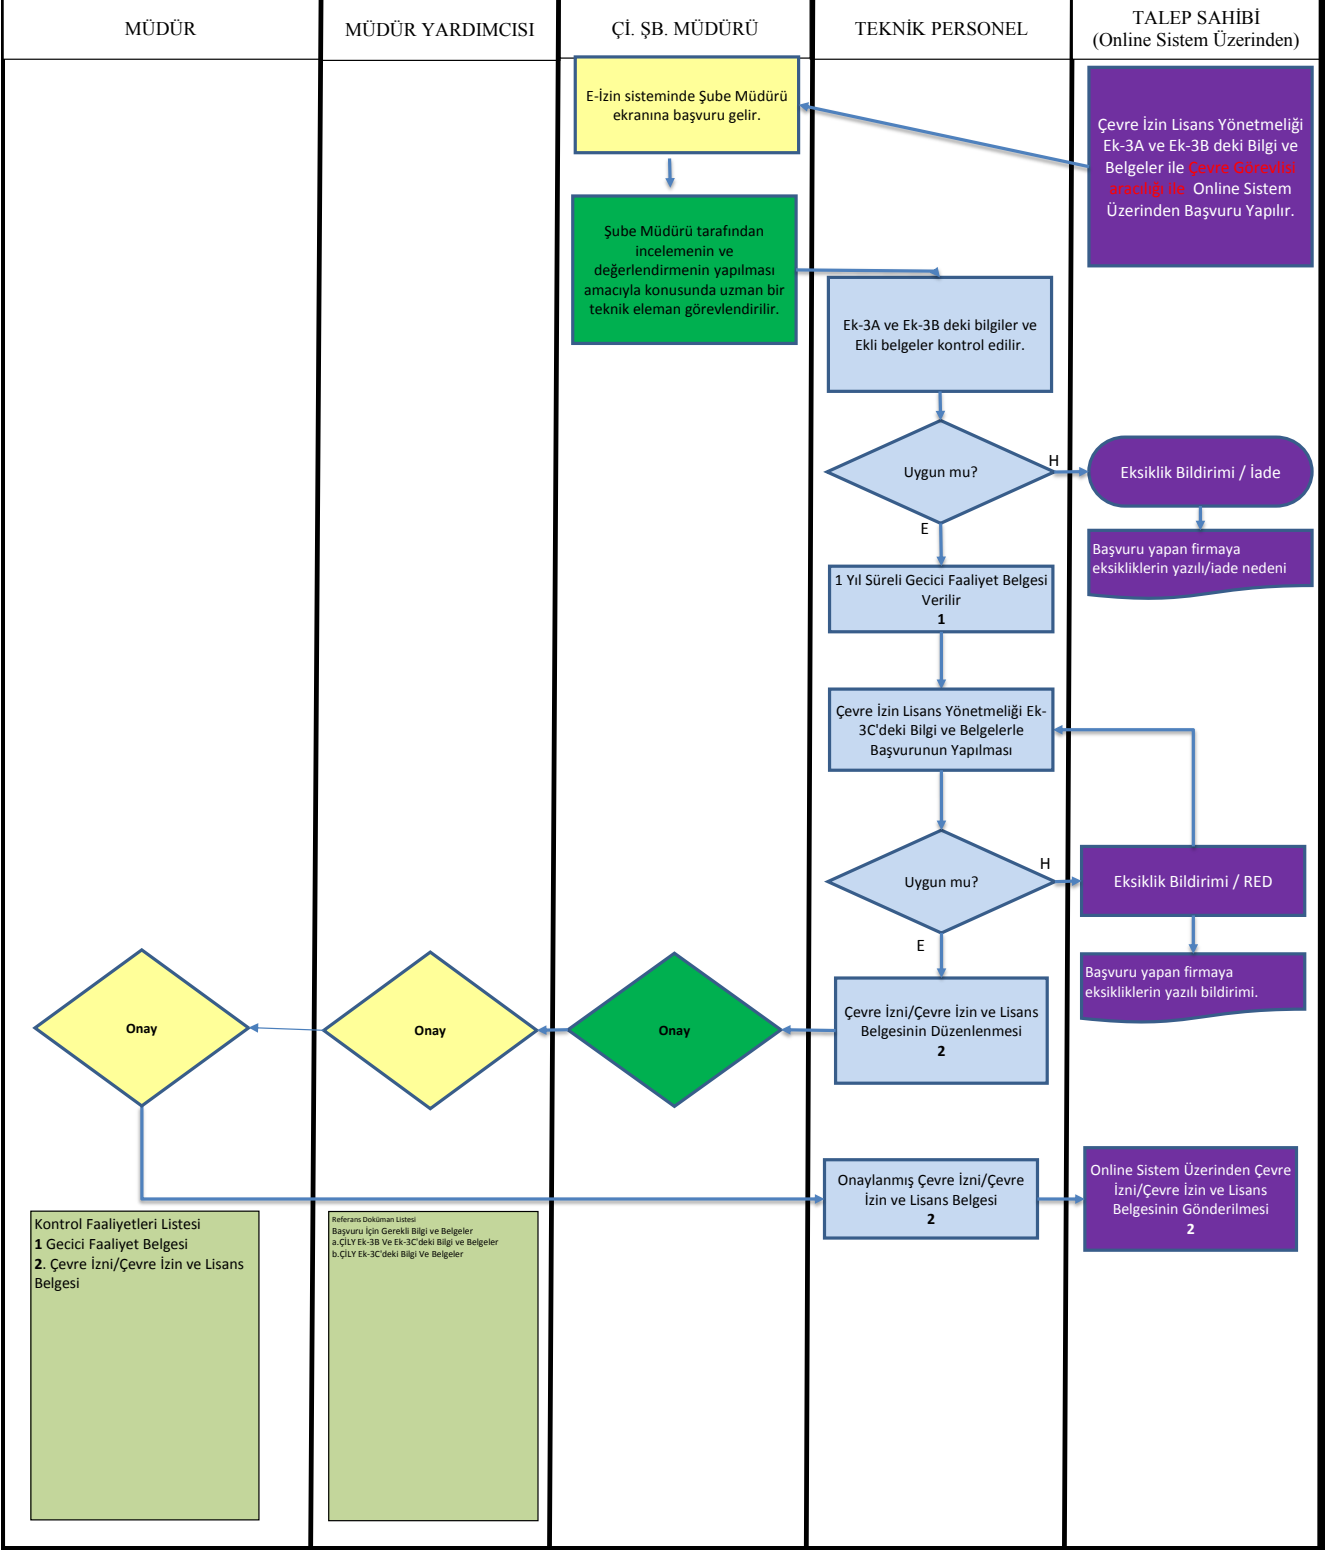 MÜDÜR
MÜDÜR YARDIMCISI
Çİ. ŞB. MÜDÜRÜ
TEKNİK PERSONEL
TALEP SAHİBİ
(Online Sistem Üzerinden)
E-İzin sisteminde Şube Müdürü
ekranına başvuru gelir.
Çevre İzin Lisans Yönetmeliği
Ek-3A ve Ek-3B deki Bilgi ve
Belgeler ile Çevre Görevlisi
aracılığı ile Online Sistem
Üzerinden Başvuru Yapılır.
Şube Müdürü tarafından
incelemenin ve
değerlendirmenin yapılması
amacıyla konusunda uzman bir
teknik eleman görevlendirilir.
Ek-3A ve Ek-3B deki bilgiler ve
Ekli belgeler kontrol edilir.
Uygun mu?
H
Eksiklik Bildirimi / İade
E
Başvuru yapan firmaya
eksikliklerin yazılı/iade nedeni
1 Yıl Süreli Gecici Faaliyet Belgesi
Verilir
1
Çevre İzin Lisans Yönetmeliği Ek-
3C'deki Bilgi ve Belgelerle
Başvurunun Yapılması
Uygun mu?
H
Eksiklik Bildirimi / RED
E
Başvuru yapan firmaya
eksikliklerin yazılı bildirimi.
Onay
Onay
Onay
Çevre İzni/Çevre İzin ve Lisans
Belgesinin Düzenlenmesi
2
Onaylanmış Çevre İzni/Çevre
İzin ve Lisans Belgesi
2
Online Sistem Üzerinden Çevre
İzni/Çevre İzin ve Lisans
Belgesinin Gönderilmesi
2
Kontrol Faaliyetleri Listesi
1 Gecici Faaliyet Belgesi
2. Çevre İzni/Çevre İzin ve Lisans
Belgesi
Referans Doküman Listesi
Başvuru İçin Gerekli Bilgi ve Belgeler
a.ÇİLY Ek-3B Ve Ek-3C'deki Bilgi ve Belgeler
b.ÇİLY Ek-3C'deki Bilgi Ve Belgeler